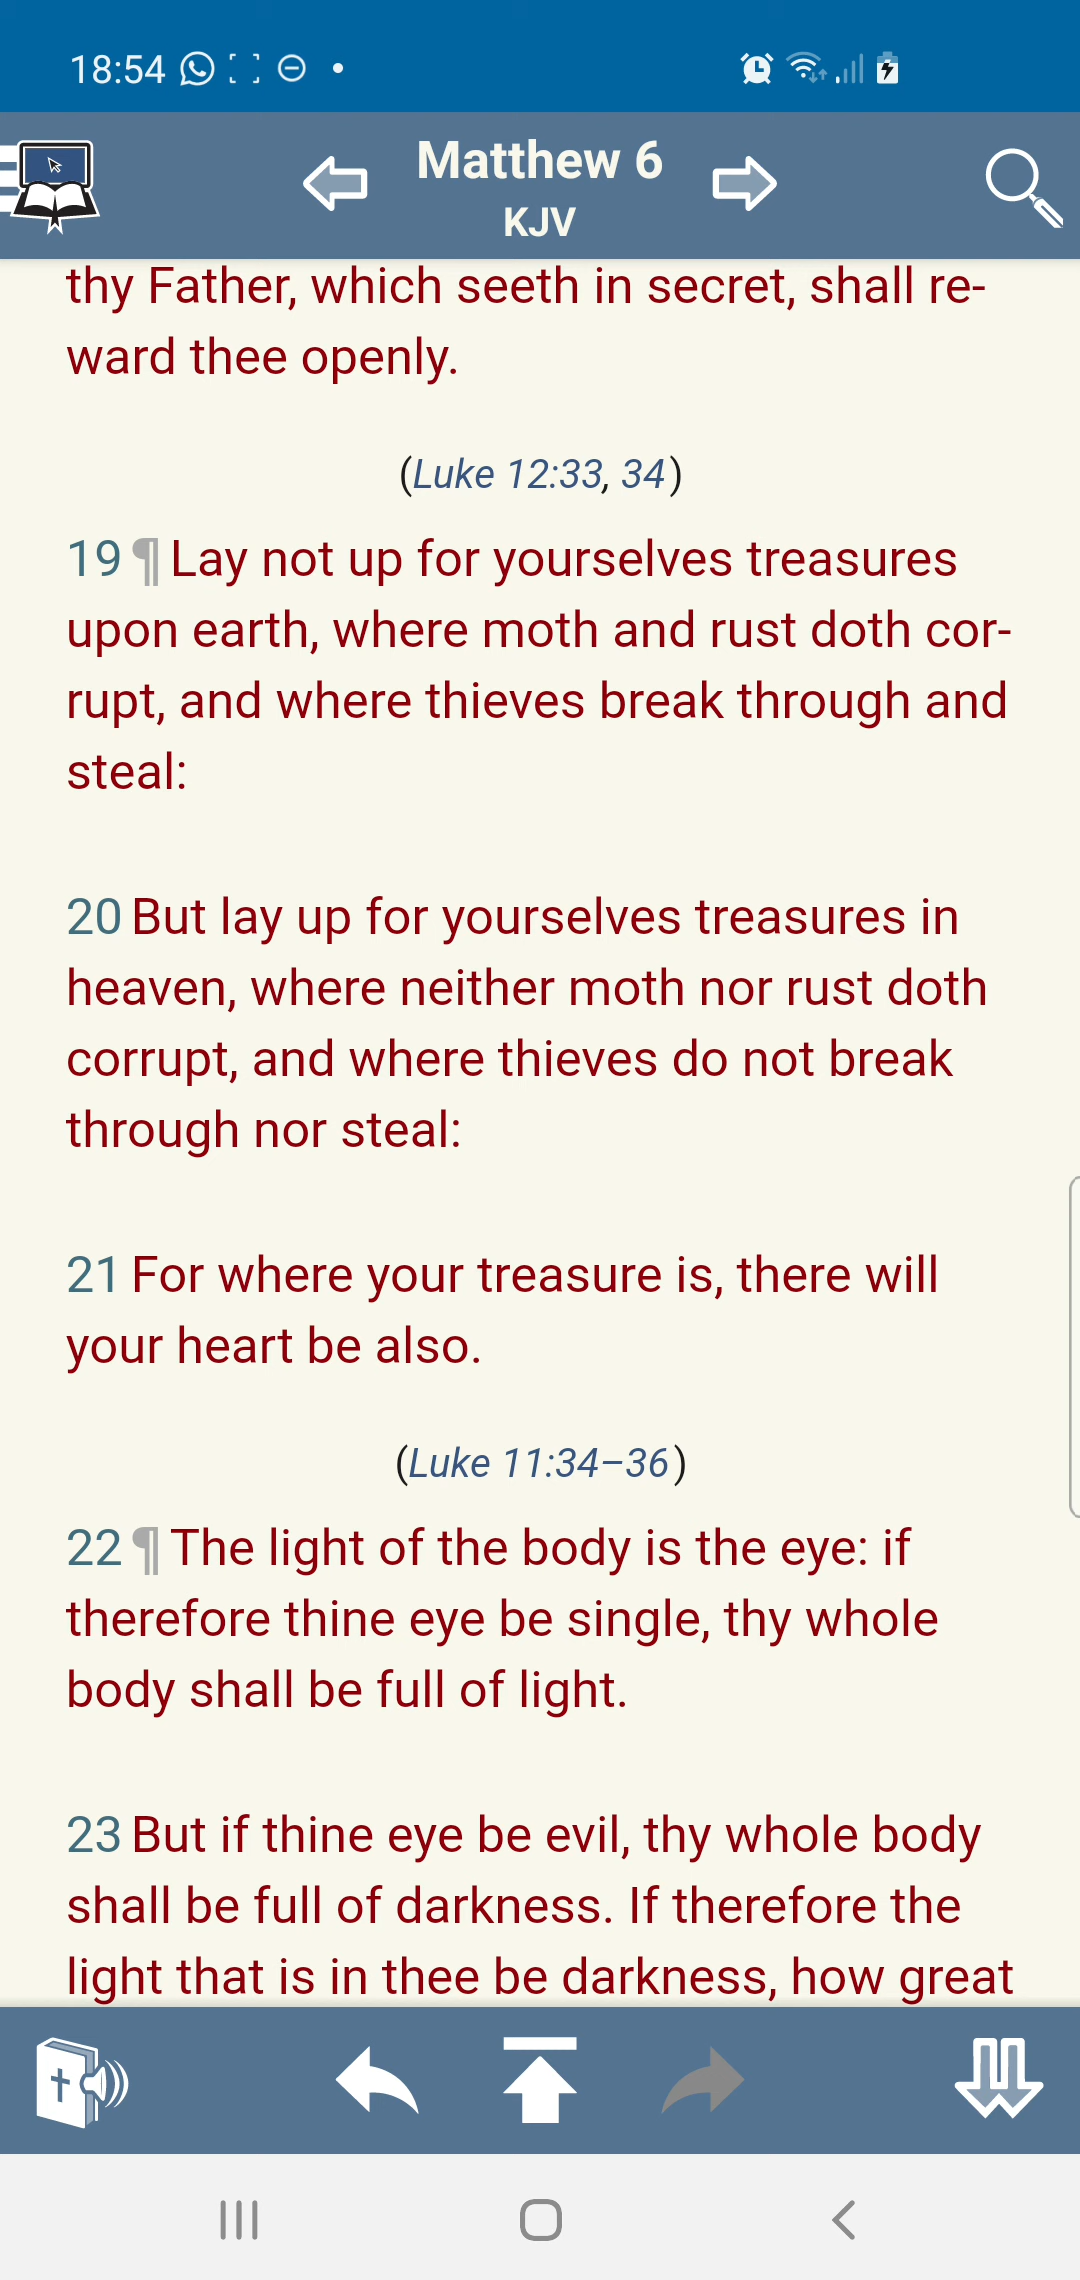 18:54
Matthew 6
KJV
thy Father, which seeth in secret, shall re-
ward thee openly.
(Luke 12:33, 34)
19 ¶ Lay not up for yourselves treasures
upon earth, where moth and rust doth cor-
rupt, and where thieves break through and
steal:
20 But lay up for yourselves treasures in
heaven, where neither moth nor rust doth
corrupt, and where thieves do not break
through nor steal:
21 For where your treasure is, there will
your heart be also.
(Luke 11:34–36)
22 ¶ The light of the body is the eye: if
therefore thine eye be single, thy whole
body shall be full of light.
23 But if thine eye be evil, thy whole body
shall be full of darkness. If therefore the
light that is in thee be darkness, how great